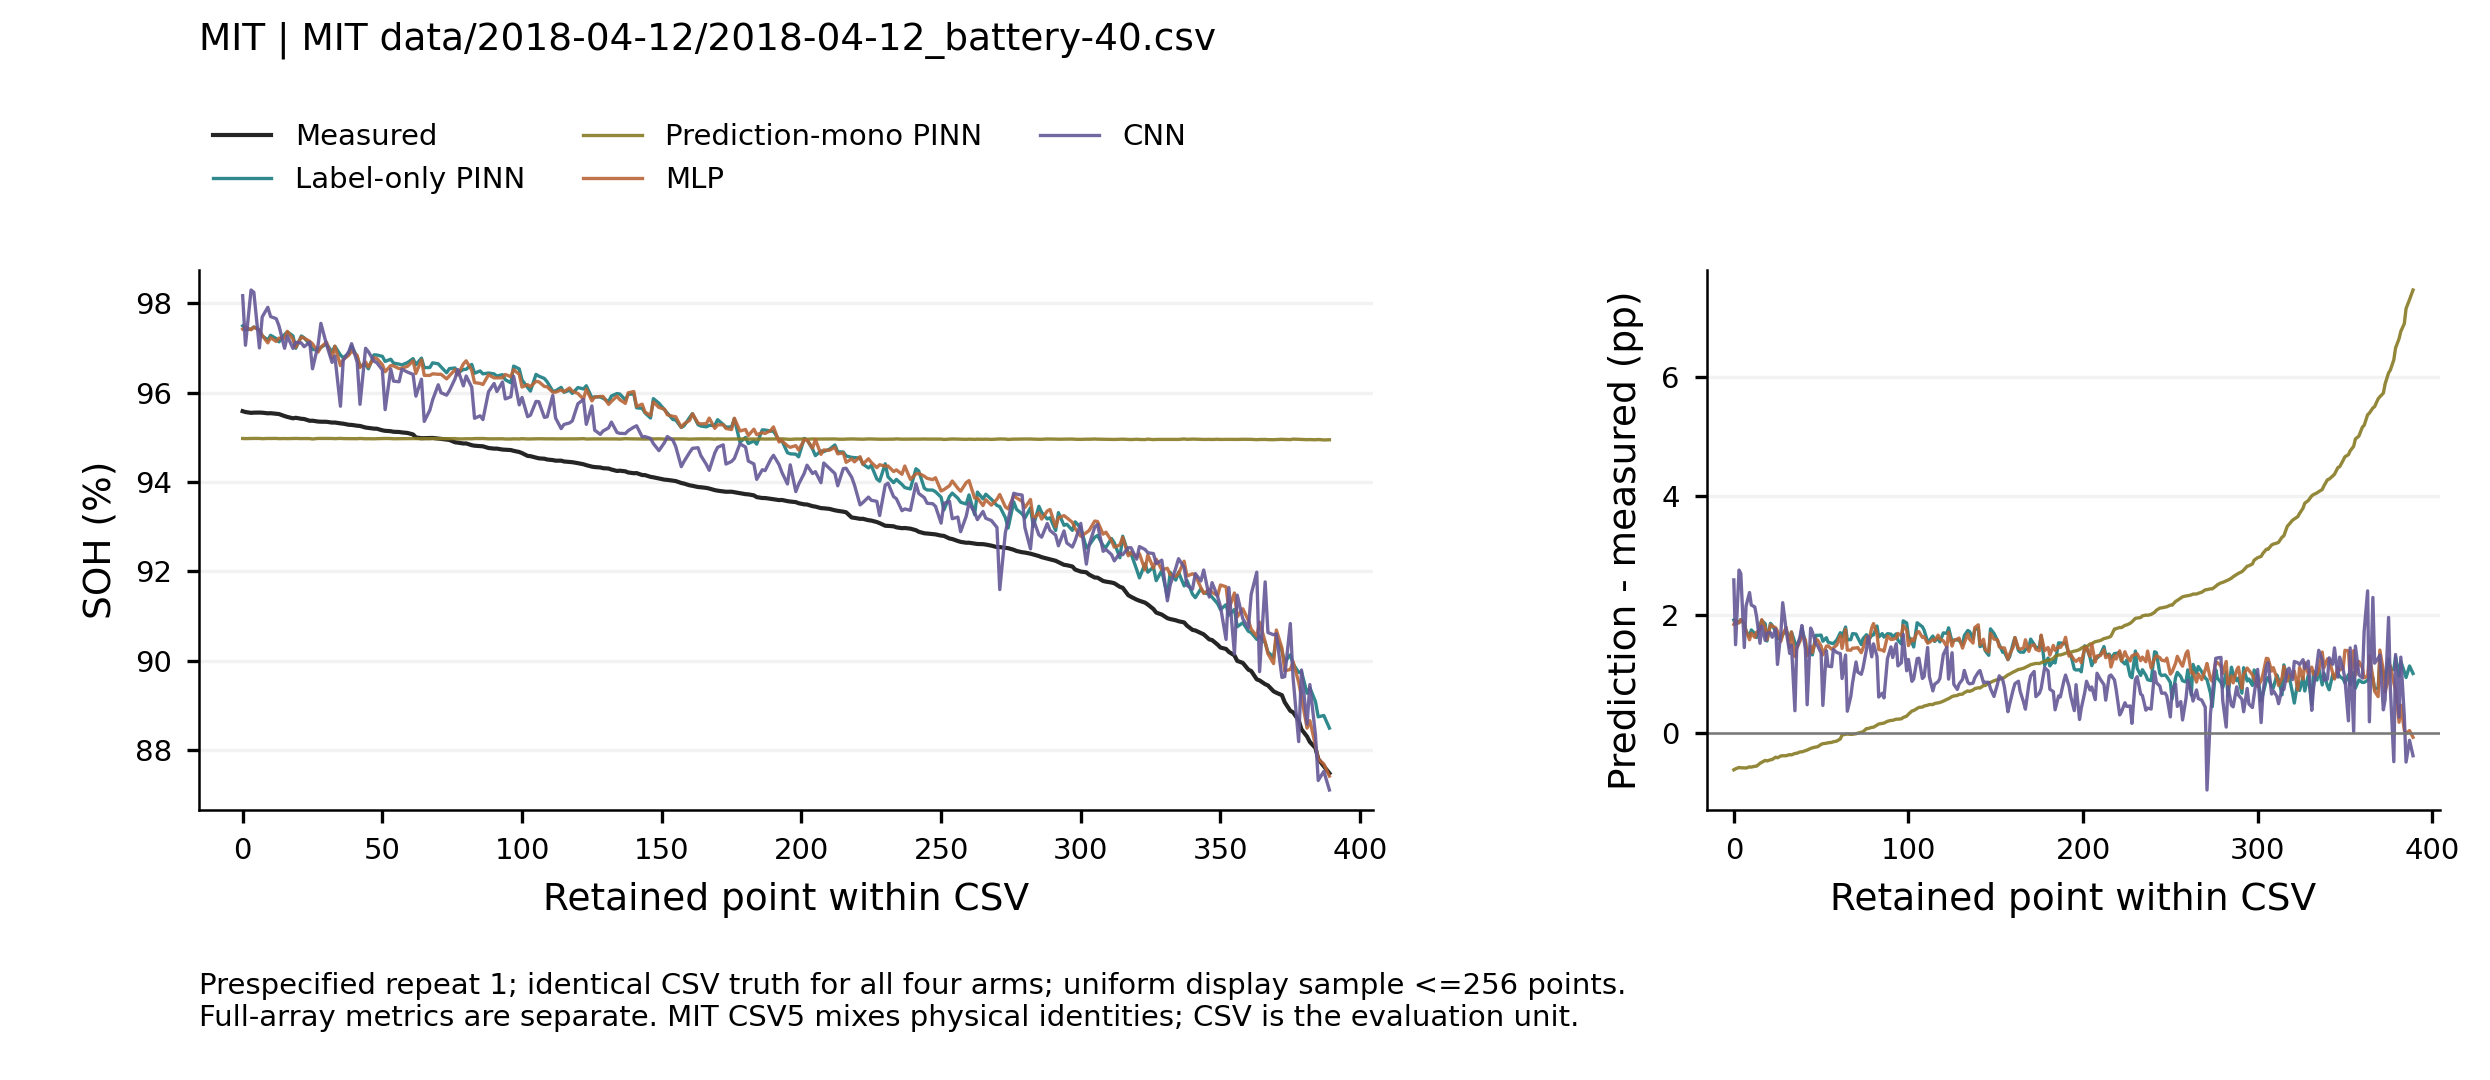 MIT | MIT data/2018-04-12/2018-04-12_battery-40.csv
Measured
Prediction-mono PINN
CNN
Label-only PINN
MLP
SOH (%)
98
96
94
92
90
88
0 50 100 150 200 250 300 350 400
Retained point within CSV
Prediction - measured (pp)
6
4
2
0
0 100 200 300 400
Retained point within CSV
Prespecified repeat 1; identical CSV truth for all four arms; uniform display sample <=256 points.
Full-array metrics are separate. MIT CSV5 mixes physical identities; CSV is the evaluation unit.